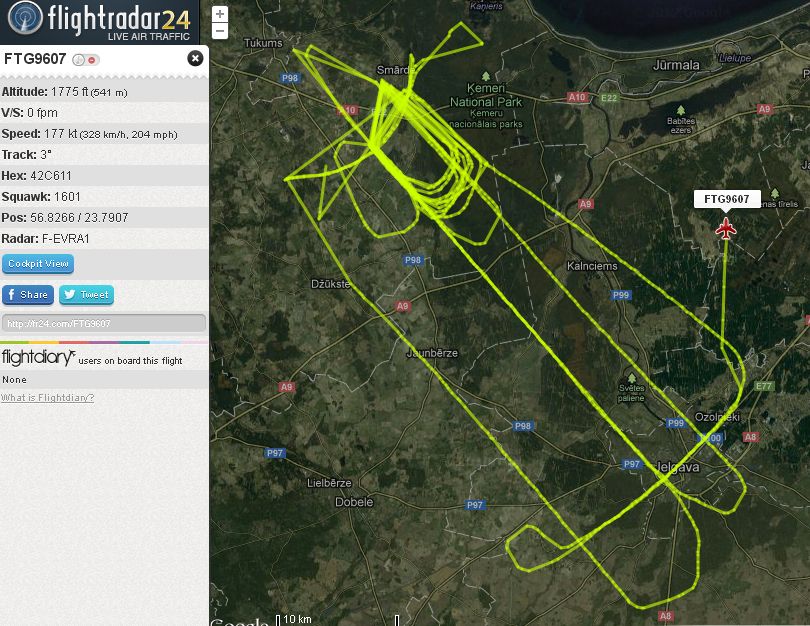 flightradar24
LIVE AIR TRAFFIC
FTG9607
Altitude: 1775 ft (541 m)
V/S: 0 fpm
Speed: 177 kt (328 km/h, 204 mph)
Track: 3°
Hex: 42C611
Squawk: 1601
Pos: 56.8266 / 23.7907
Radar: F-EVRA1
Cockpit View
Share
Tweet
http://fr24.com/FTG9607
flightdiary users on board this flight
None
What is Flightdiary?
+
−
Kaņieris
Tukums
Smārde
P98
A10
Ķemeri
National Park
Ķemeru
nacionālais parks
Jūrmala
Lielupe
A10
E22
A9
Babītes
ezers
A9
FTG9607
enas tīrelis
P98
Kalnciems
Džūkste
P99
A9
Jaunbērze
A9
Svētes
paliene
E77
Ozolnieki
P98
P99
A8
P97
P97
Jelgava
Lielbērze
Dobele
P97
A8
Google
10 km